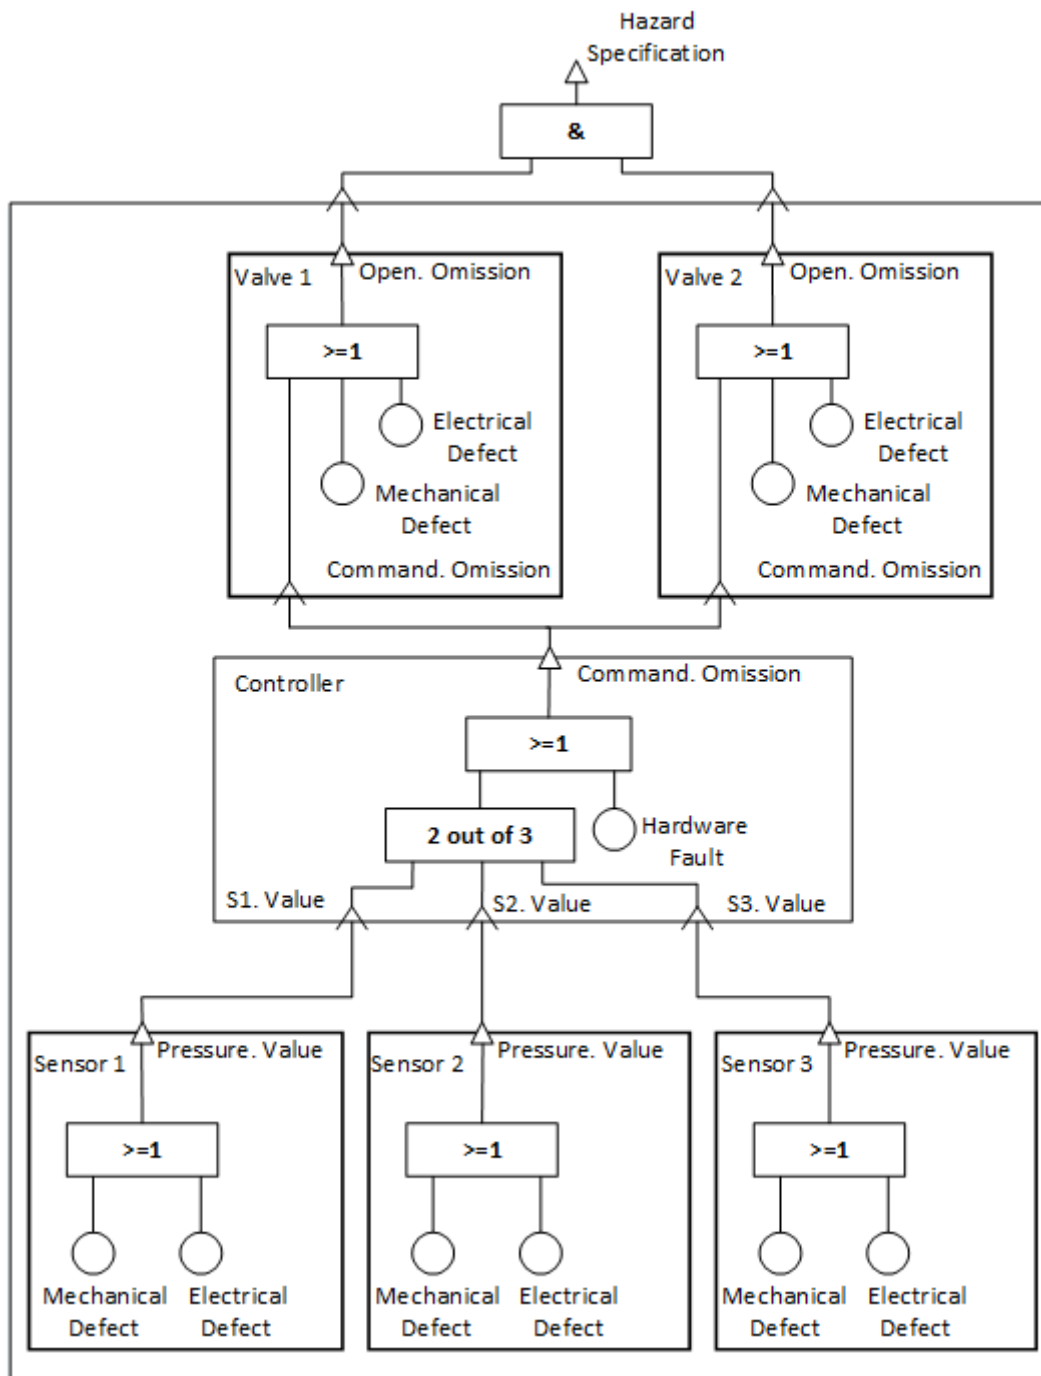 Hazard
Specification
&
Valve 1
Open. Omission
>=1
Electrical
Defect
Mechanical
Defect
Command. Omission
Valve 2
Open. Omission
>=1
Electrical
Defect
Mechanical
Defect
Command. Omission
Controller
Command. Omission
>=1
2 out of 3
Hardware
Fault
S1. Value
S2. Value
S3. Value
Sensor 1
Pressure. Value
>=1
Mechanical
Defect
Electrical
Defect
Sensor 2
Pressure. Value
>=1
Mechanical
Defect
Electrical
Defect
Sensor 3
Pressure. Value
>=1
Mechanical
Defect
Electrical
Defect